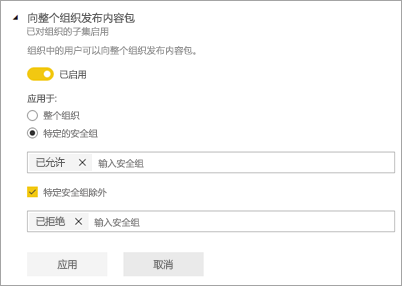 向整个组织发布内容包
已对组织的子集启用
组织中的用户可以向整个组织发布内容包。
已启用
应用于:
整个组织
特定的安全组
已允许 × 输入安全组
特定安全组除外
已拒绝 × 输入安全组
应用 取消